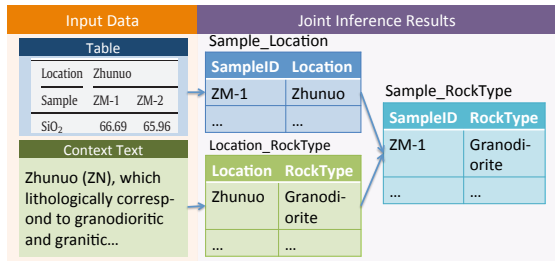 Input Data
Joint Inference Results
Table
Location Zhunuo
Sample ZM-1 ZM-2
SiO2 66.69 65.96
Context Text
Zhunuo (ZN), which
lithologically corresp-
ond to granodioritic
and granitic...
Sample_Location
SampleID Location
ZM-1 Zhunuo
... ...
Location_RockType
Location RockType
Zhunuo Granodi-
orite
... ...
Sample_RockType
SampleID RockType
ZM-1 Granodi-
orite
... ...